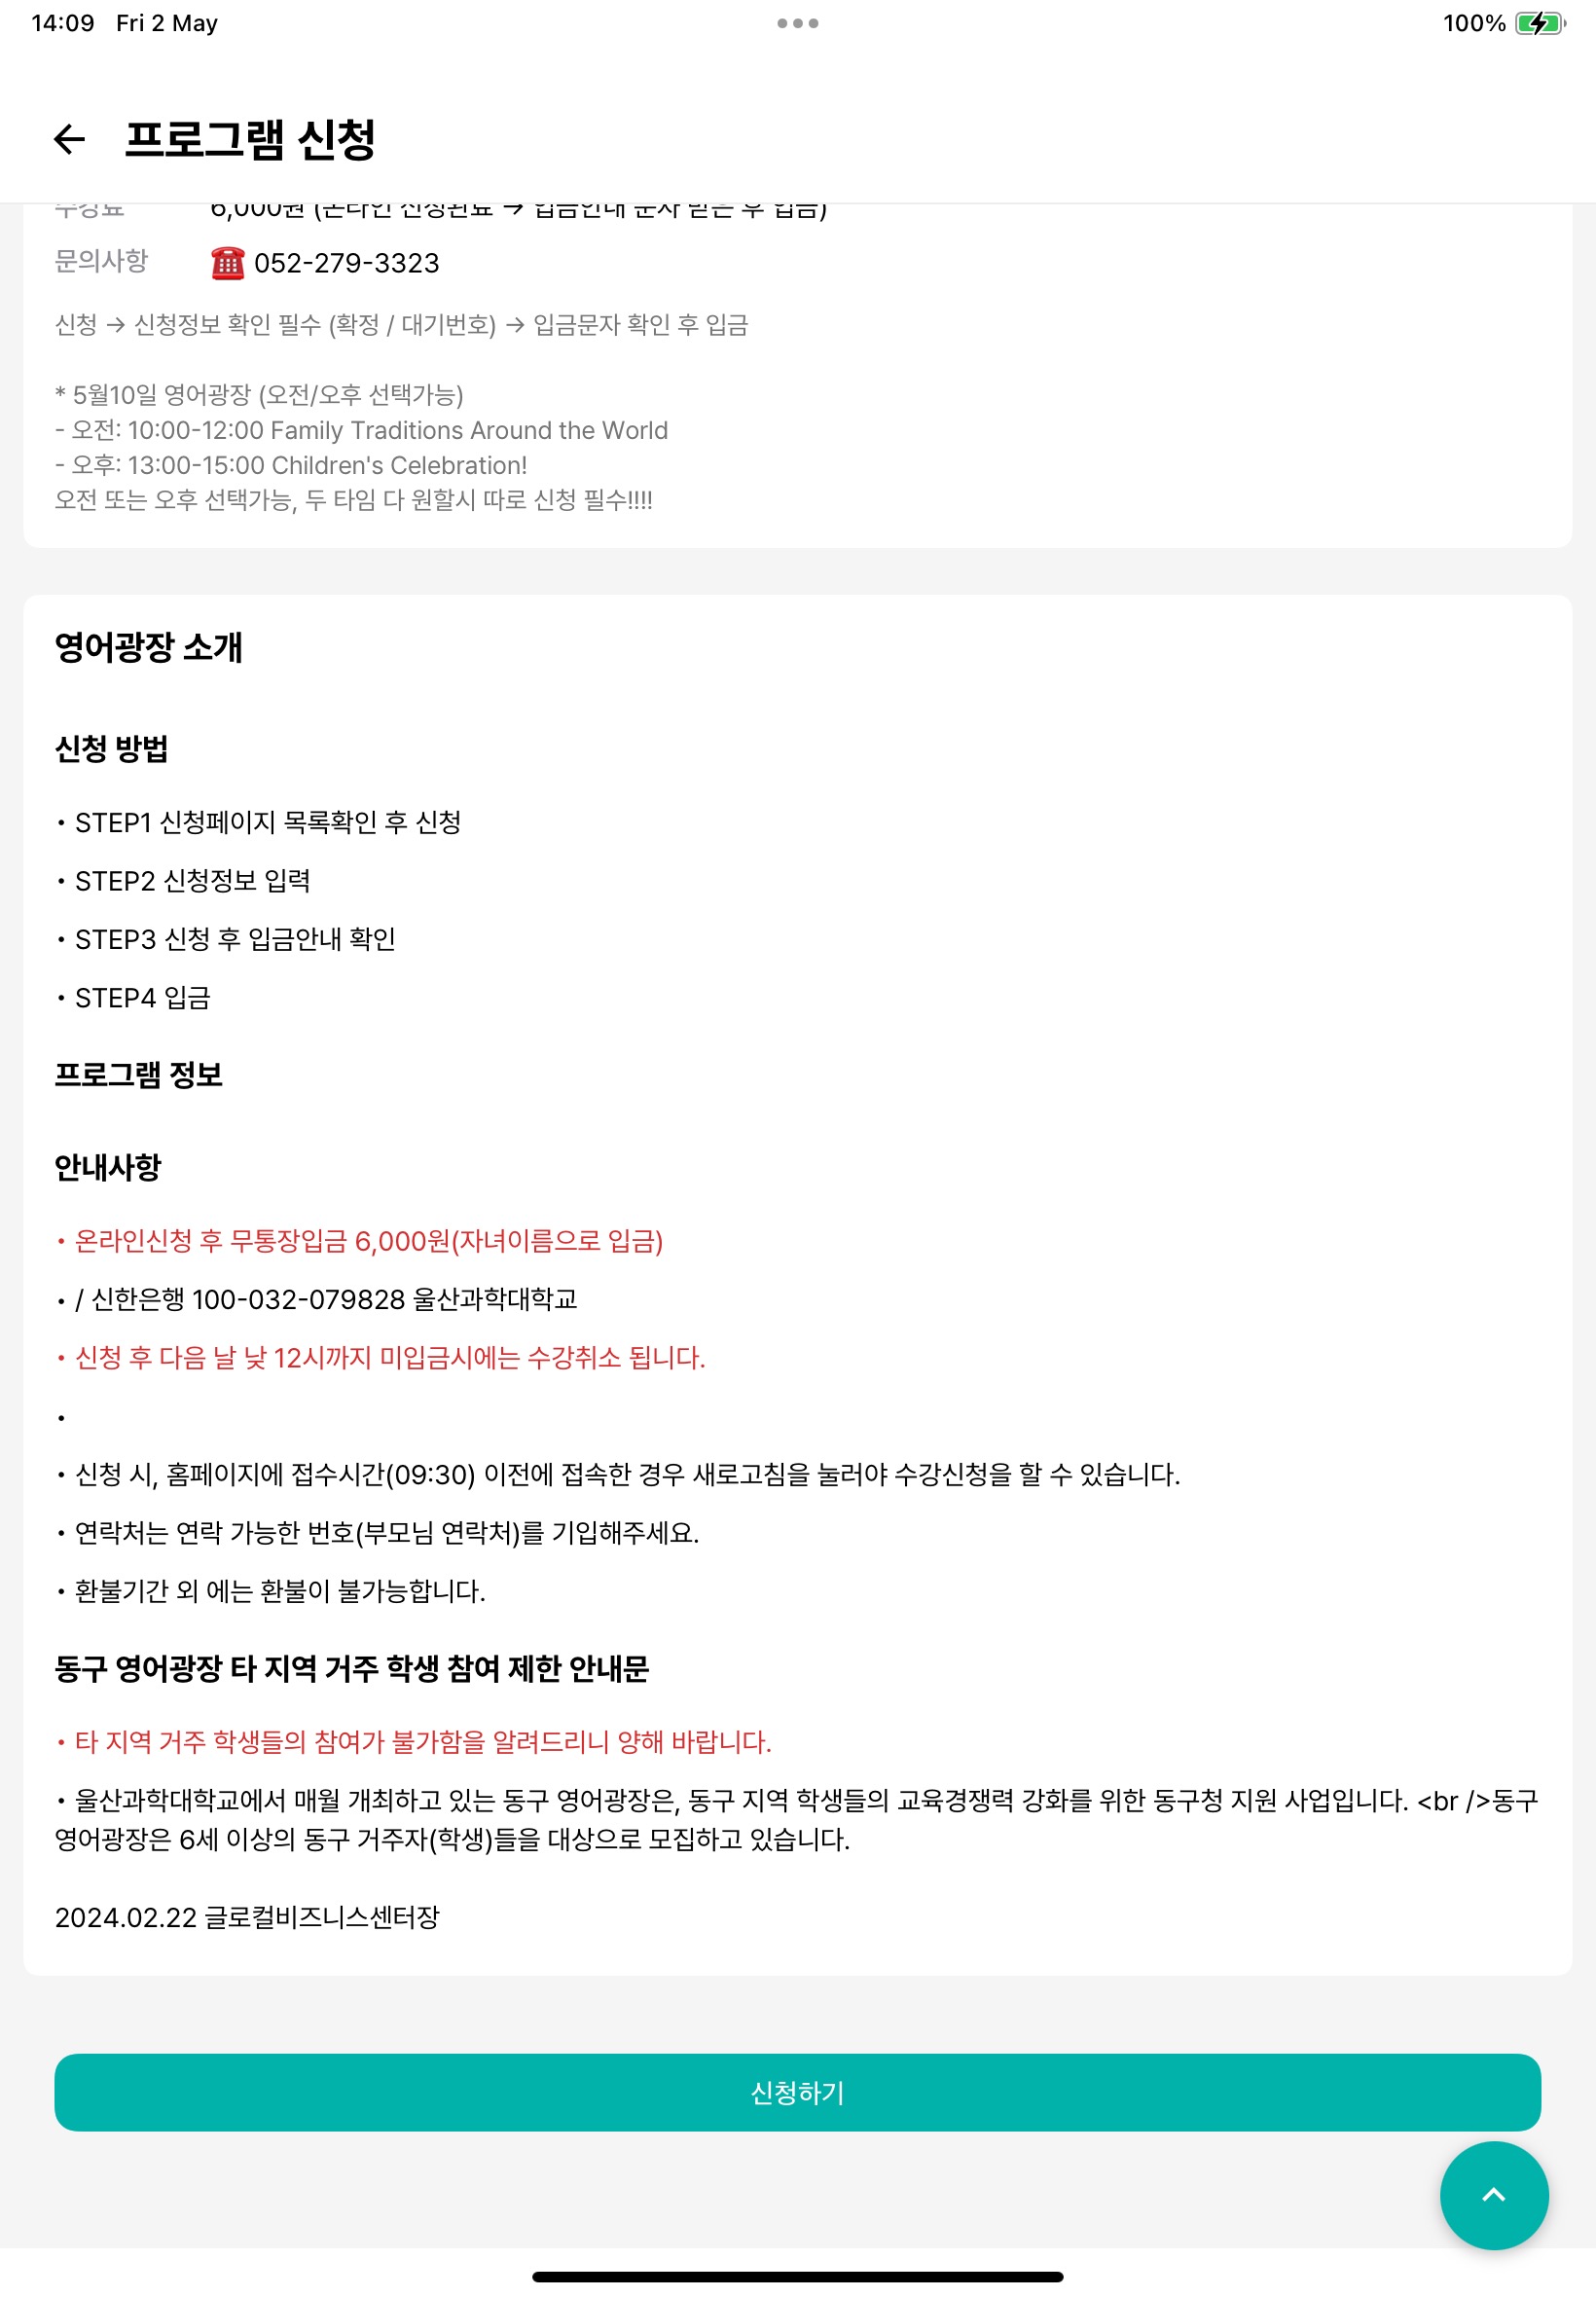 14:09 Fri 2 May
100%
프로그램 신청
수강료 6,000원 (온라인 신청완료 → 입금안내 문자 받은 후 입금)
문의사항 ☎️ 052-279-3323
신청 → 신청정보 확인 필수 (확정 / 대기번호) → 입금문자 확인 후 입금
* 5월10일 영어광장 (오전/오후 선택가능)
- 오전: 10:00-12:00 Family Traditions Around the World
- 오후: 13:00-15:00 Children's Celebration!
오전 또는 오후 선택가능, 두 타임 다 원할시 따로 신청 필수!!!!
영어광장 소개
신청 방법
• STEP1 신청페이지 목록확인 후 신청
• STEP2 신청정보 입력
• STEP3 신청 후 입금안내 확인
• STEP4 입금
프로그램 정보
안내사항
• 온라인신청 후 무통장입금 6,000원(자녀이름으로 입금)
• / 신한은행 100-032-079828 울산과학대학교
• 신청 후 다음 날 낮 12시까지 미입금시에는 수강취소 됩니다.
•
• 신청 시, 홈페이지에 접수시간(09:30) 이전에 접속한 경우 새로고침을 눌러야 수강신청을 할 수 있습니다.
• 연락처는 연락 가능한 번호(부모님 연락처)를 기입해주세요.
• 환불기간 외 에는 환불이 불가능합니다.
동구 영어광장 타 지역 거주 학생 참여 제한 안내문
• 타 지역 거주 학생들의 참여가 불가함을 알려드리니 양해 바랍니다.
• 울산과학대학교에서 매월 개최하고 있는 동구 영어광장은, 동구 지역 학생들의 교육경쟁력 강화를 위한 동구청 지원 사업입니다. <br />동구
영어광장은 6세 이상의 동구 거주자(학생)들을 대상으로 모집하고 있습니다.
2024.02.22 글로컬비즈니스센터장
신청하기